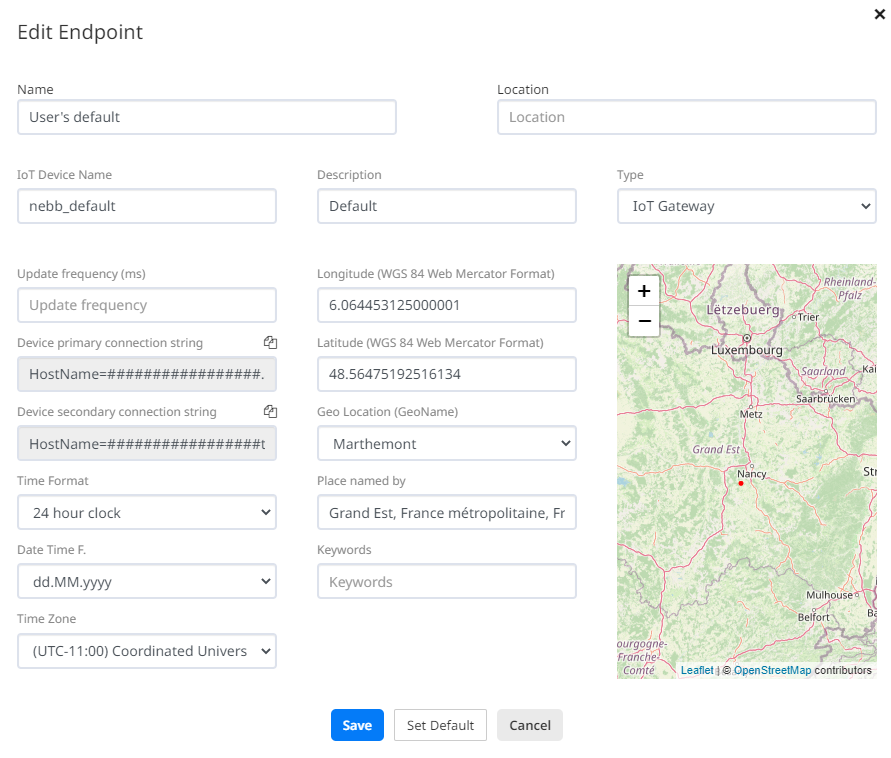 ×
Edit Endpoint
Name
Location
User's default
Location
IoT Device Name
Description
Type
nebb_default
Default
IoT Gateway
Update frequency (ms)
Longitude (WGS 84 Web Mercator Format)
Update frequency
6.064453125000001
Device primary connection string
Latitude (WGS 84 Web Mercator Format)
HostName=#################.
48.56475192516134
Device secondary connection string
Geo Location (GeoName)
HostName=#################t
Marthemont
Time Format
Place named by
24 hour clock
Grand Est, France métropolitaine, Fr
Date Time F.
Keywords
dd.MM.yyyy
Keywords
Time Zone
(UTC-11:00) Coordinated Univers
+
−
Rheinland-
Pfalz
Lëtzebuerg
Trier
Luxembourg
Saarland
Kai
Saarbrucken
Metz
Grand Est
Nancy
Str
Mulhouse
Belfort
Ba
ourgogne-
Franche-
Comté
Leaflet | © OpenStreetMap contributors
Save
Set Default
Cancel